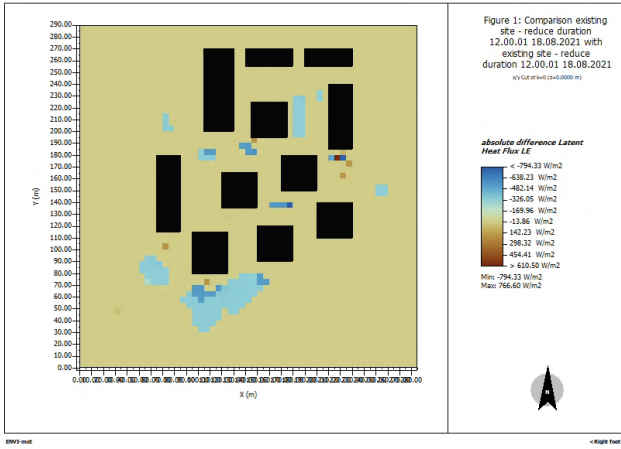 Figure 1: Comparison existing
site - reduce duration
12.00.01 18.08.2021 with
existing site - reduce
duration 12.00.01 18.08.2021
x/y Cut at k=0 (z=0.0000 m)
absolute difference Latent
Heat Flux LE
< -794.33 W/m2
-638.23 W/m2
-482.14 W/m2
-326.05 W/m2
-169.96 W/m2
-13.86 W/m2
142.23 W/m2
298.32 W/m2
454.41 W/m2
> 610.50 W/m2
Min: -794.33 W/m2
Max: 766.60 W/m2
N
290.00
280.00
270.00
260.00
250.00
240.00
230.00
220.00
210.00
200.00
190.00
180.00
170.00
160.00
150.00
140.00
130.00
120.00
110.00
100.00
90.00
80.00
70.00
60.00
50.00
40.00
30.00
20.00
10.00
0.00
Y (m)
X (m)
ENVI-met
<Right foot